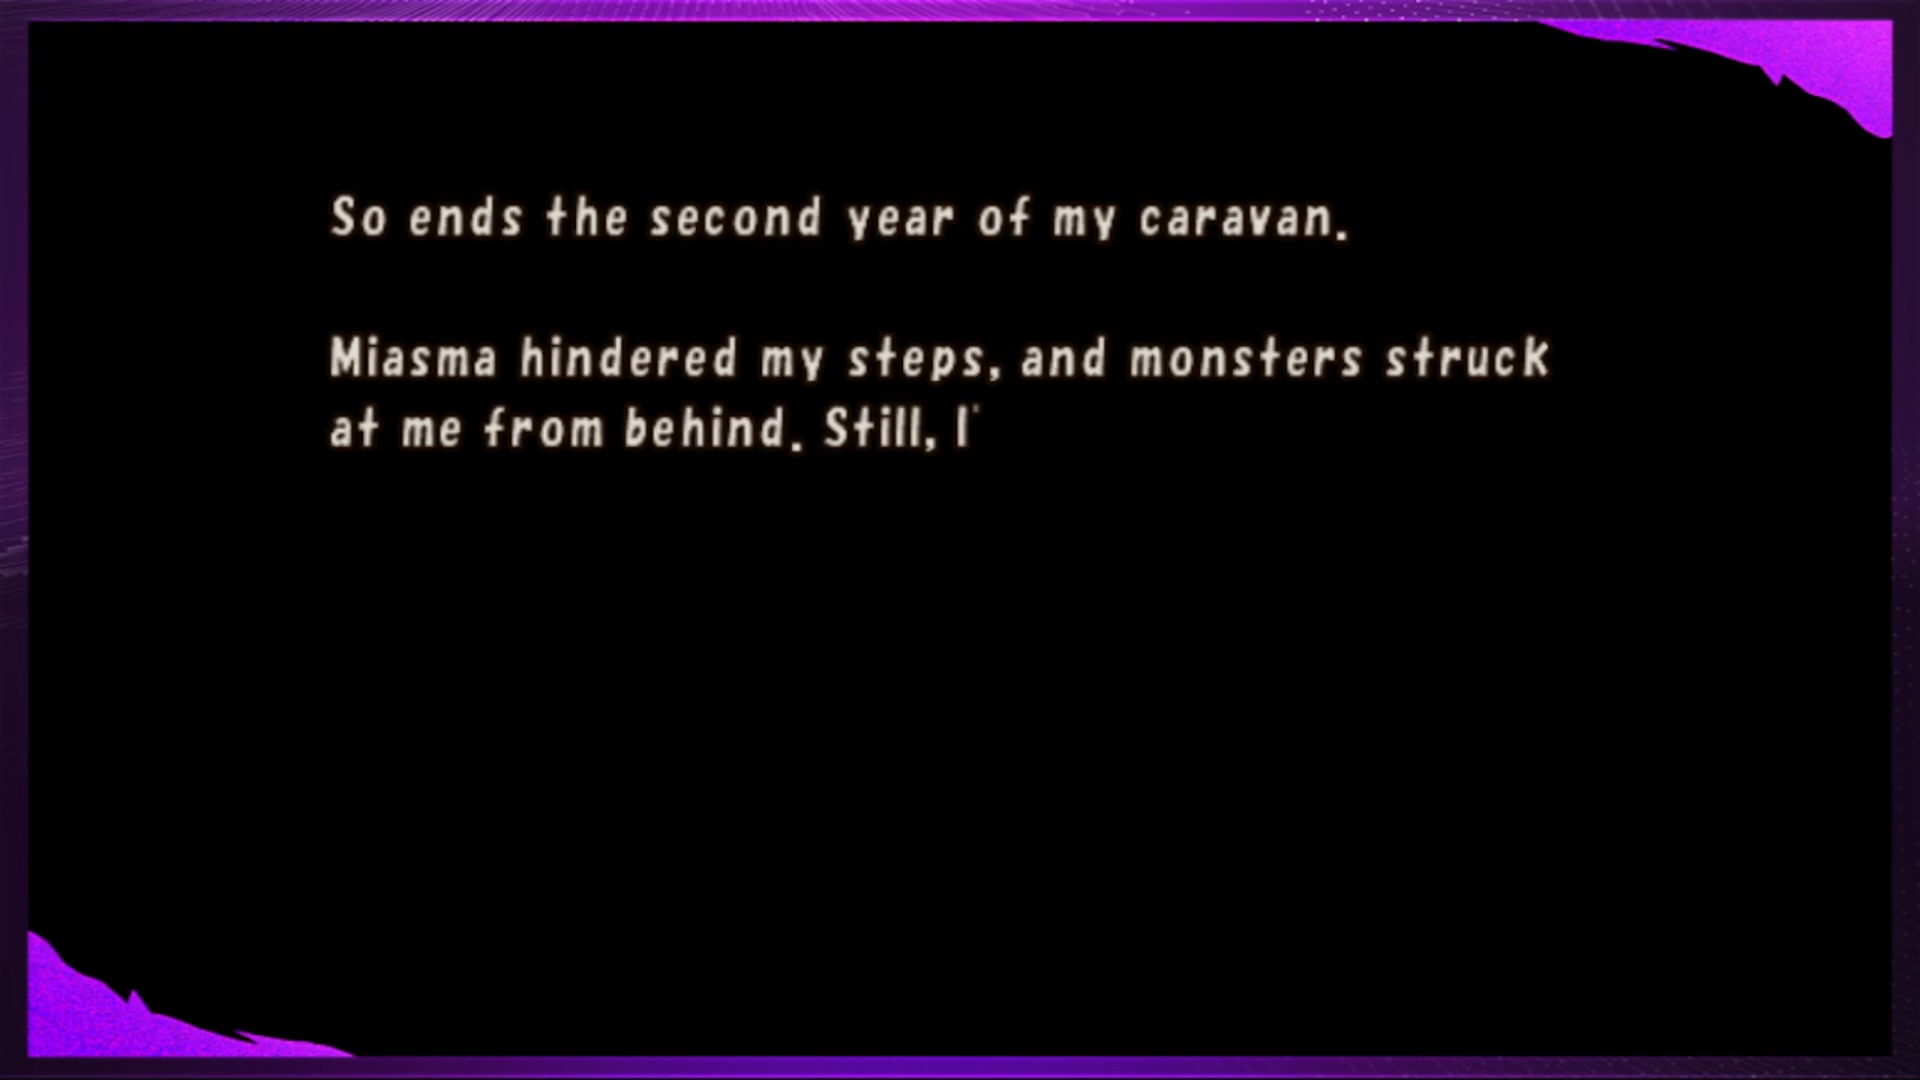 So ends the second year of my caravan.
Miasma hindered my steps, and monsters struck
at me from behind. Still, I'